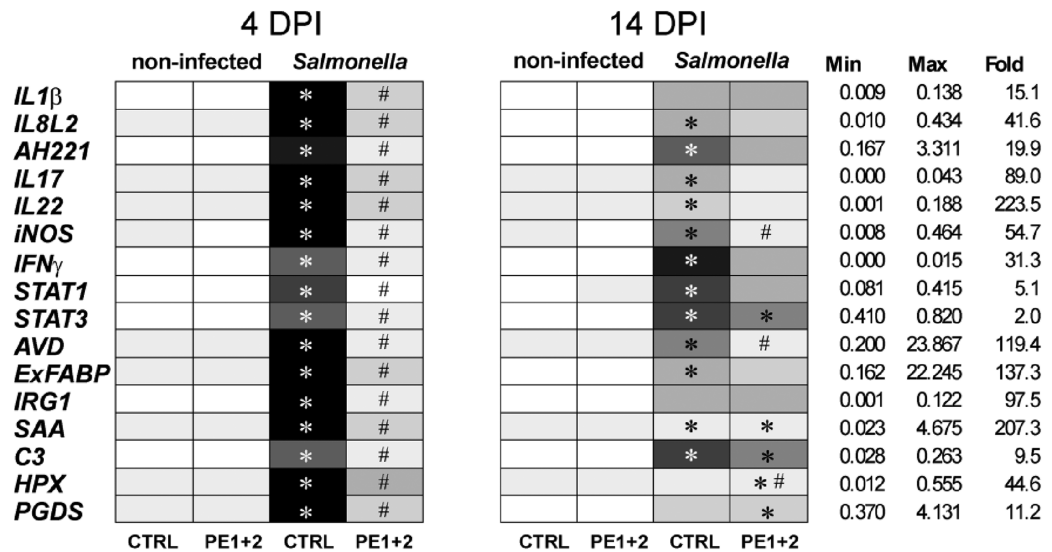 4 DPI 14 DPI
non-infected Salmonella non-infected Salmonella Min Max Fold
IL1β * # 0.009 0.138 15.1
IL8L2 * # * 0.010 0.434 41.6
AH221 * # * 0.167 3.311 19.9
IL17 * # * 0.000 0.043 89.0
IL22 * # * 0.001 0.188 223.5
iNOS * # * # 0.008 0.464 54.7
IFNγ * # * 0.000 0.015 31.3
STAT1 * # * 0.081 0.415 5.1
STAT3 * # * * 0.410 0.820 2.0
AVD * # * # 0.200 23.867 119.4
ExFABP * # * 0.162 22.245 137.3
IRG1 * # 0.001 0.122 97.5
SAA * # * * 0.023 4.675 207.3
C3 * # * * 0.028 0.263 9.5
HPX * # * # 0.012 0.555 44.6
PGDS * # * 0.370 4.131 11.2
CTRL PE1+2 CTRL PE1+2 CTRL PE1+2 CTRL PE1+2